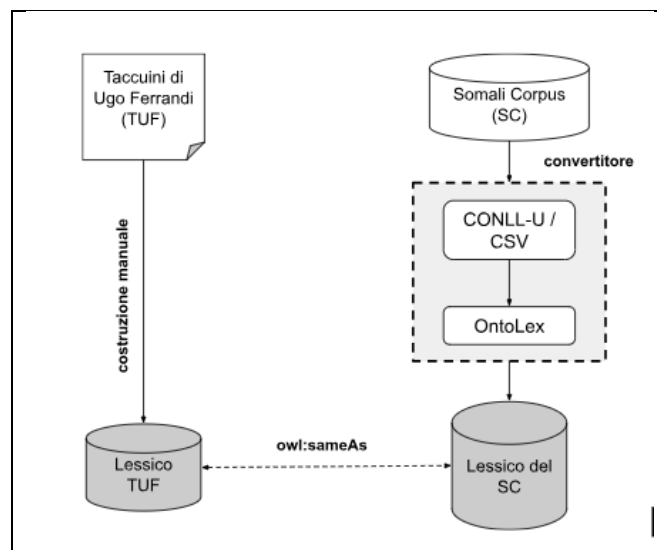 Taccuini di
Ugo Ferrandi
(TUF)
costruzione manuale
Lessico
TUF
owl:sameAs
Somali Corpus
(SC)
convertitore
CONLL-U /
CSV
OntoLex
Lessico del
SC